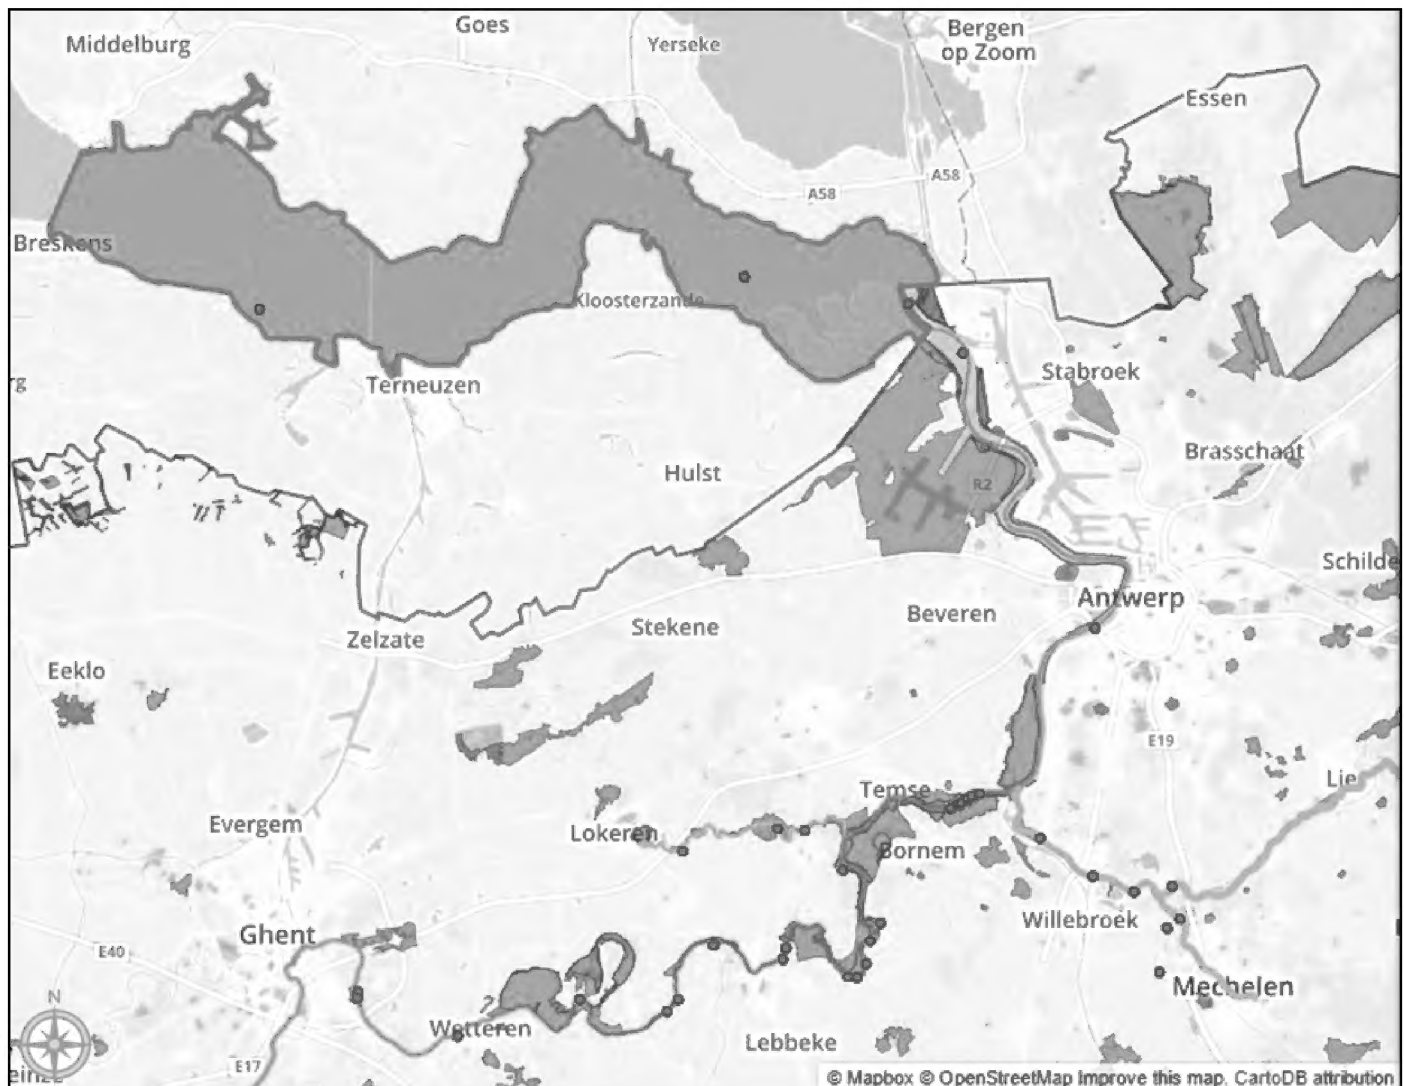 Middelburg
Goes
Yerseke
Bergen
op Zoom
Essen
A58
A58
Breskens
Kloosterzande
Terneuzen
rg
Stabroek
Brasschaat
Hulst
R2
Schilde
Antwerp
Beveren
Stekene
Zelzate
Eeklo
E19
Lie
Temse
Evergem
Lokeren
Bornem
Willebroek
Ghent
E40
Mechelen
N
Wetteren
Lebbeke
E17
einze
© Mapbox © OpenStreetMap Improve this map, CartoDB attribution